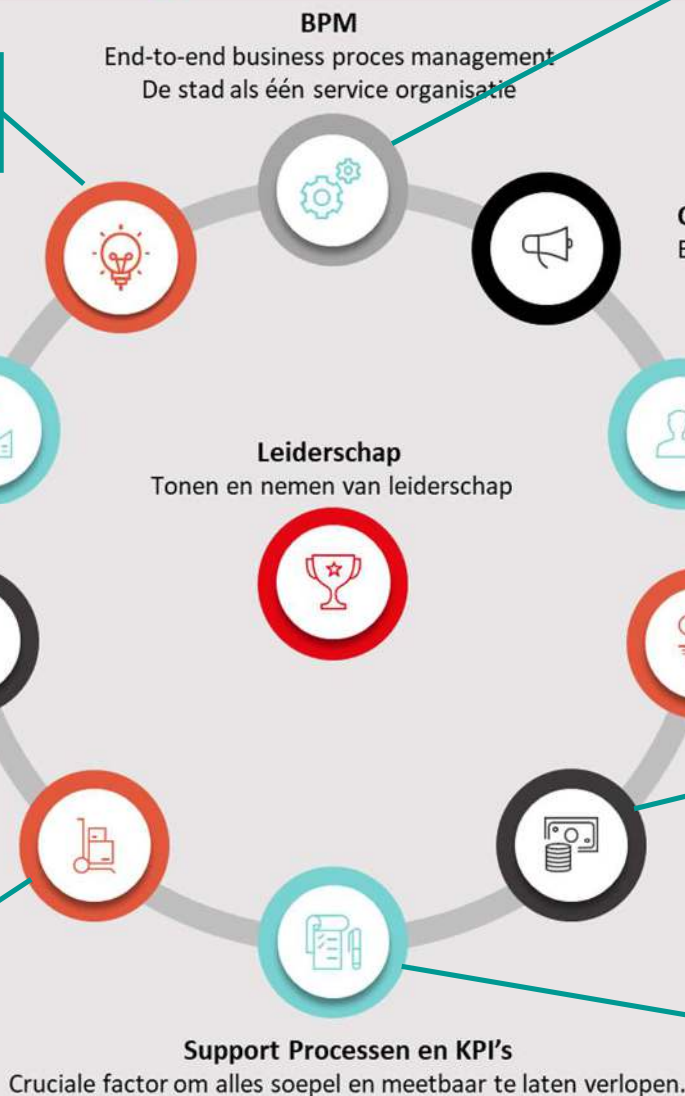 BPM
End-to-end business proces management
De stad als één service organisatie
Leiderschap
Tonen en nemen van leiderschap
Support Processen en KPI's
Cruciale factor om alles soepel en meetbaar te laten verlopen.